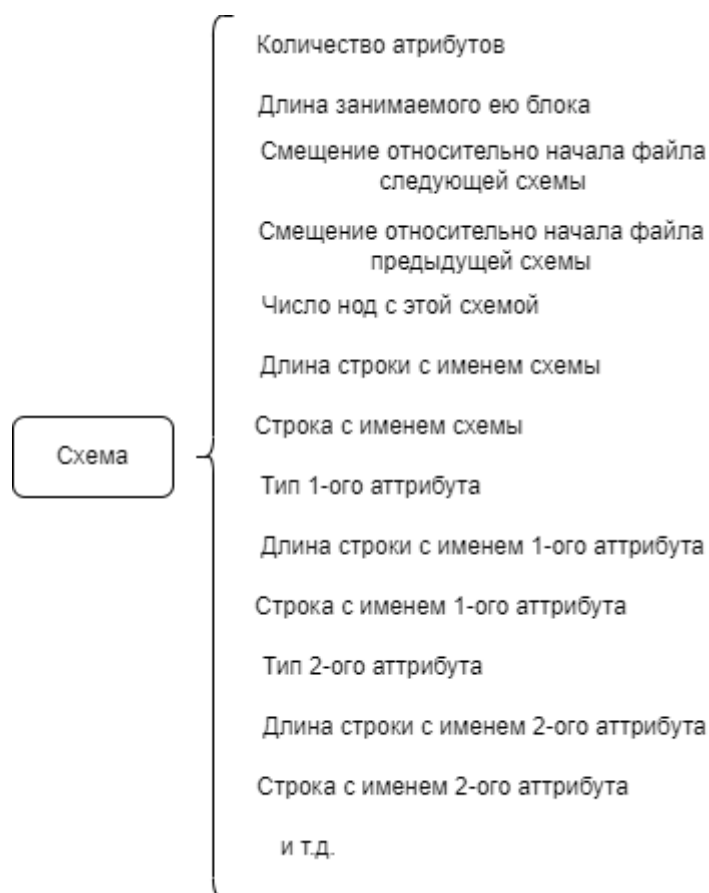 Количество атрибутов
Длина занимаемого ею блока
Смещение относительно начала файла
следующей схемы
Смещение относительно начала файла
предыдущей схемы
Число нод с этой схемой
Длина строки с именем схемы
Строка с именем схемы
Схема
Тип 1-ого аттрибута
Длина строки с именем 1-ого аттрибута
Строка с именем 1-ого аттрибута
Тип 2-ого аттрибута
Длина строки с именем 2-ого аттрибута
Строка с именем 2-ого аттрибута
и т.д.